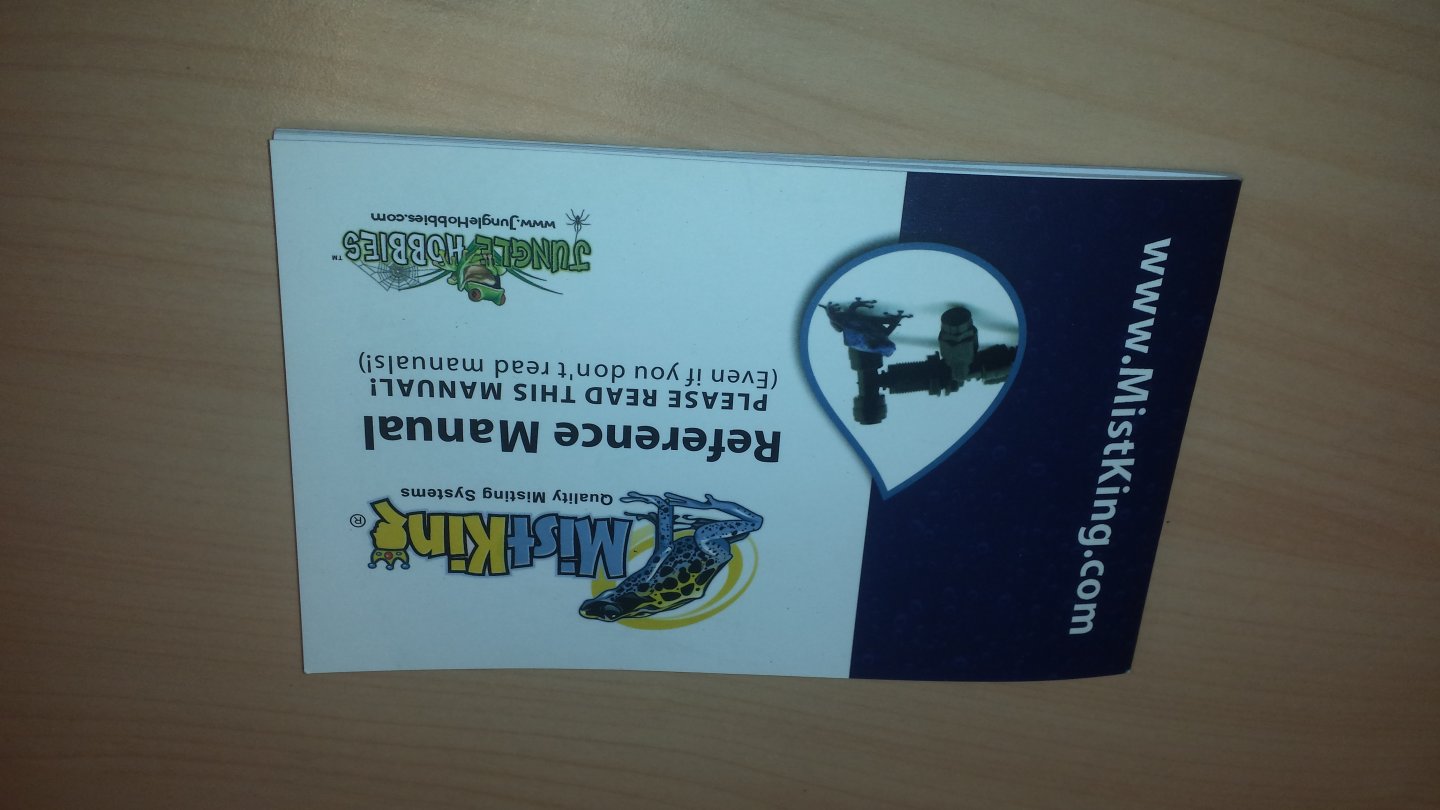 MistKing®
Quality Misting Systems
Reference Manual
PLEASE READ THIS MANUAL!
(Even if you don't read manuals!)
JUNGLE HOBBIES™
www.JungleHobbies.com
www.MistKing.com